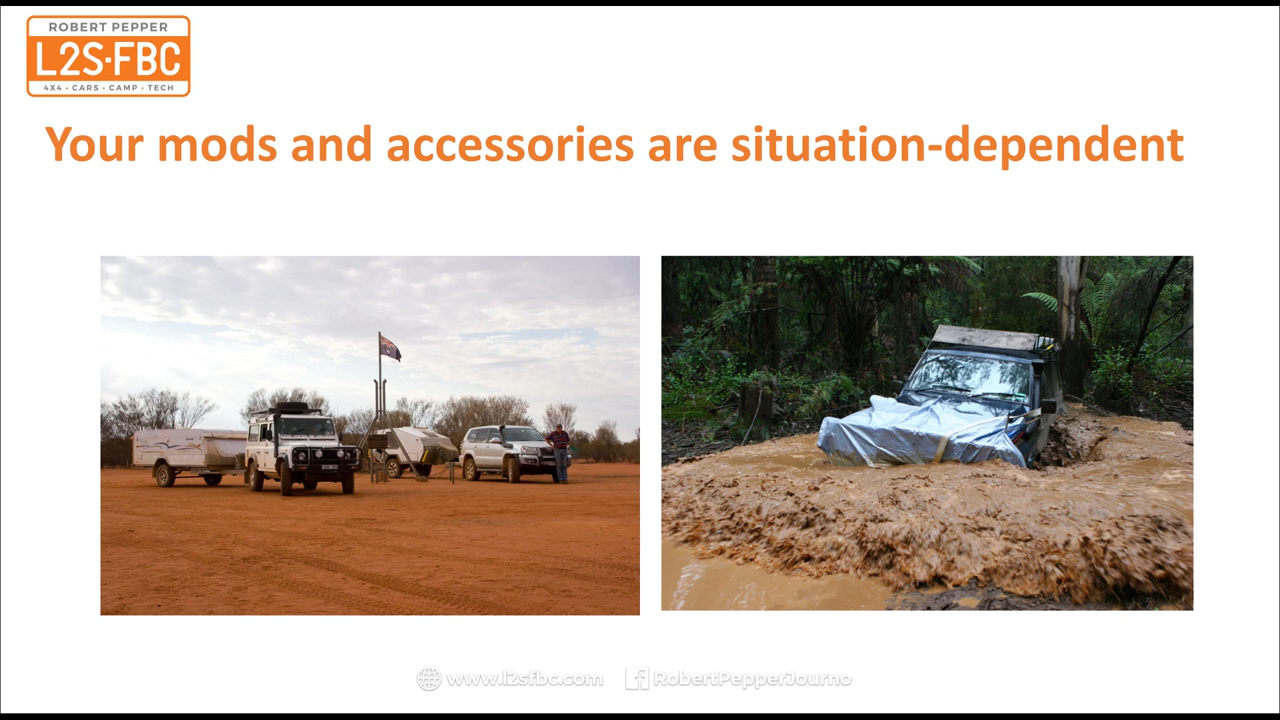 ROBERT PEPPER
L2S·FBC
4X4 · CARS · CAMP · TECH
Your mods and accessories are situation-dependent
www.l2sfbc.com
RobertPepperJourno